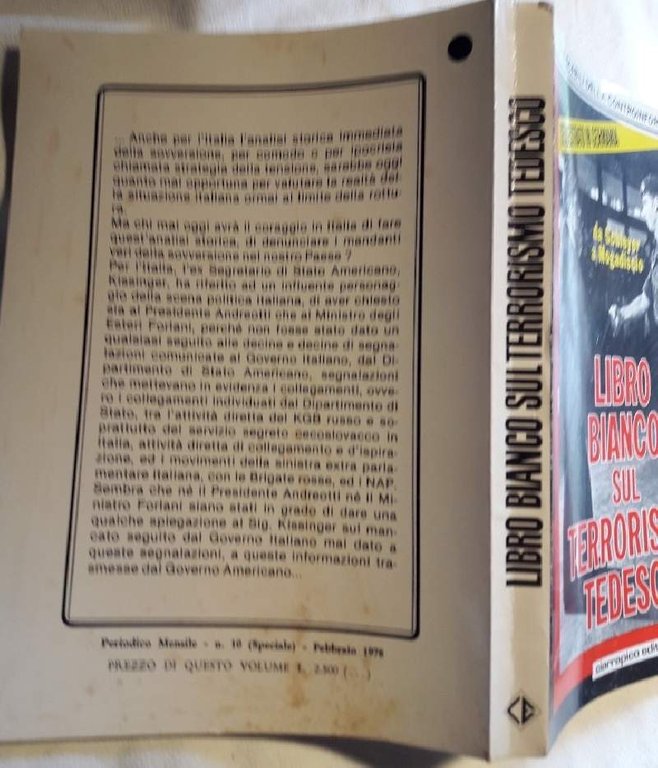 ... Anche per l'Italia l'analisi storica immediata
della sovversione, per comodo o per ipocrisia
chiamata strategia della tensione, sarebbe oggi
quanto mai opportuna per valutare la realtà del-
la situazione italiana ormai al limite della rottu-
ra.
Ma chi mai oggi avrà il coraggio in Italia di fare
quest'analisi storica, di denunciare i mandanti
veri della sovversione nel nostro Paese ?
Per l'Italia, l'ex Segretario di Stato Americano,
Kissinger, ha riferito ad un influente personag-
gio della scena politica italiana, di aver chiesto
sia al Presidente Andreotti che al Ministro degli
Esteri Forlani, perchè non fosse stato dato un
qualsiasi seguito alle decine e decine di segna-
lazioni comunicate al Governo Italiano, dal Di-
partimento di Stato Americano, segnalazioni
che mettevano in evidenza i collegamenti, ovve-
ro i collegamenti individuati dal Dipartimento di
Stato, tra l'attività diretta del KGB russo e so-
prattutto del servizio segreto cecoslovacco in
Italia, attività diretta di collegamento e d'ispira-
zione, ed i movimenti della sinistra extra parla-
mentare italiana, con le Brigate rosse, ed i NAP.
Sembra che nè il Presidente Andreotti nè il Mi-
nistro Forlani siano stati in grado di dare una
qualche spiegazione al Sig. Kissinger sul man-
cato seguito dal Governo Italiano mai dato a
queste segnalazioni, a queste informazioni tra-
smesse dal Governo Americano...
Periodico Mensile - n. 10 (Speciale) - Febbraio 1978
PREZZO DI QUESTO VOLUME L. 2.500
LIBRO BIANCO SUL TERRORISMO TEDESCO
DELLA CONTROINFOR
IN GERMANIA
da
a Mogadiscio
LIBRO
BIANCO
SUL
TERRORIS
TEDESC
ciarrapico edit